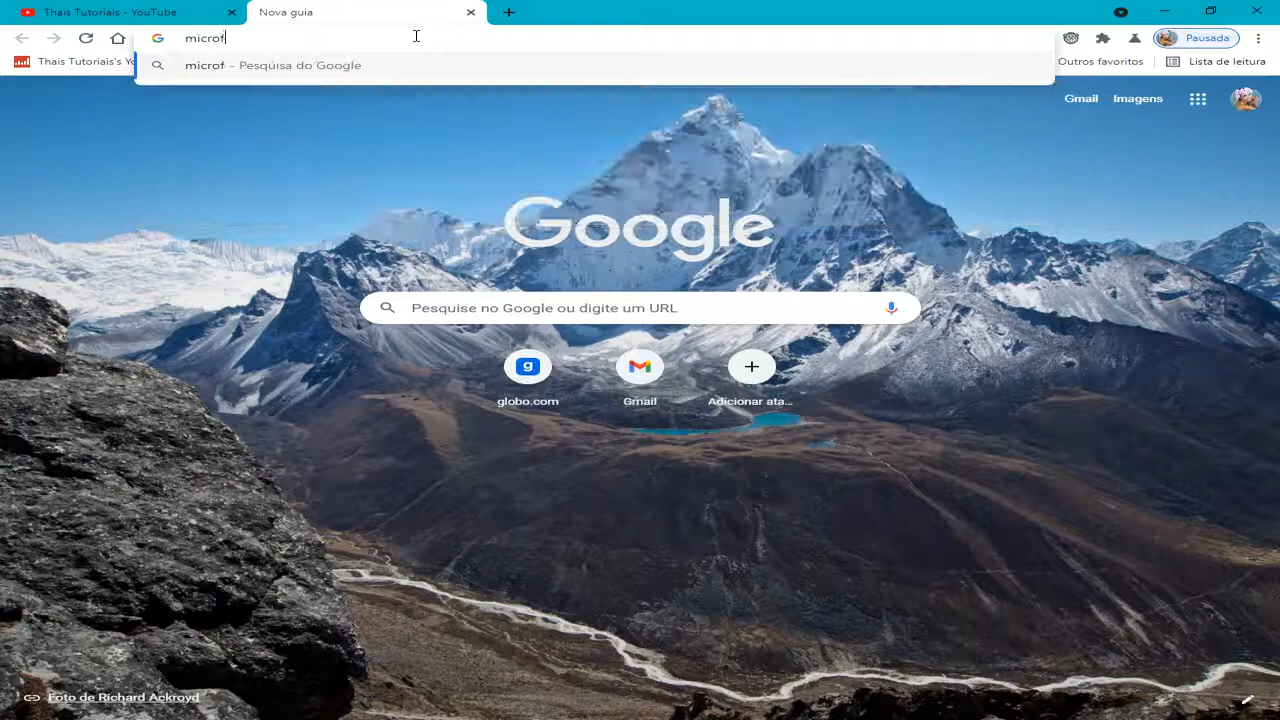 Thais Tutoriais - YouTube
Nova guia
microf
Pausada
microf - Pesquisa do Google
Thais Tutoriais's Yo
Outros favoritos
Lista de leitura
Gmail
Imagens
Google
Pesquise no Google ou digite um URL
g
globo.com
Gmail
Adicionar ata...
Foto de Richard Ackroyd